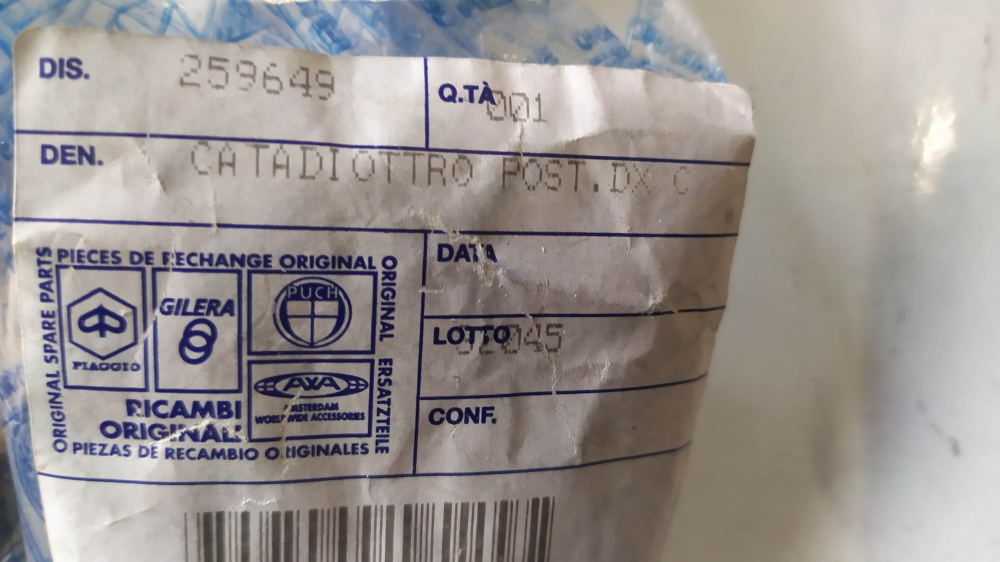 DIS. 259649
Q.TÀ 001
DEN. CATADIOTTRO POST.DX C
PIECES DE RECHANGE ORIGINAL
ORIGINAL ERSATZTEILE
ORIGINAL SPARE PARTS
PIAGGIO
GILERA
PUCH
AXA
AMSTERDAM
WORLDWIDE ACCESSORIES
RICAMBI
ORIGINALI
PIEZAS DE RECAMBIO ORIGINALES
DATA
LOTTO
CONF.